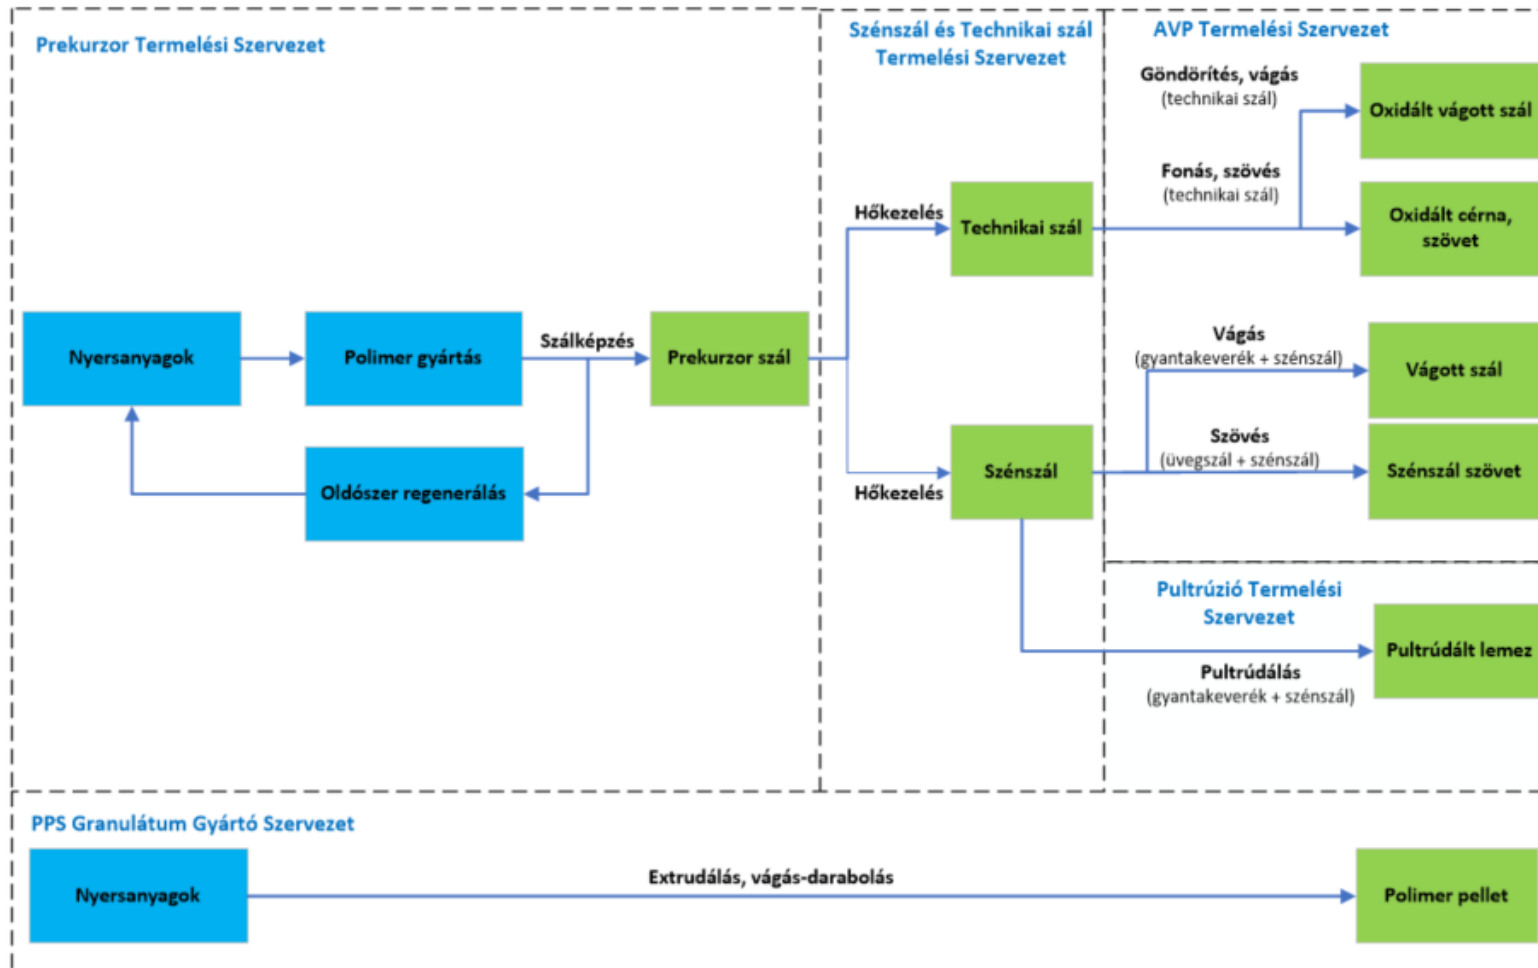 Prekurzor Termelési Szervezet
Nyersanyagok
Polimer gyártás
Szálképzés
Prekurzor szál
Oldószer regenerálás
Szénszál és Technikai szál
Termelési Szervezet
Hőkezelés
Technikai szál
Hőkezelés
Szénszál
AVP Termelési Szervezet
Göndörítés, vágás
(technikai szál)
Oxidált vágott szál
Fonás, szövés
(technikai szál)
Oxidált cérna,
szövet
Vágás
(gyantakeverék + szénszál)
Vágott szál
Szövés
(üvegszál + szénszál)
Szénszál szövet
Pultrúzió Termelési
Szervezet
Pultrúdált lemez
Pultrúdálás
(gyantakeverék + szénszál)
PPS Granulátum Gyártó Szervezet
Nyersanyagok
Extrudálás, vágás-darabolás
Polimer pellet